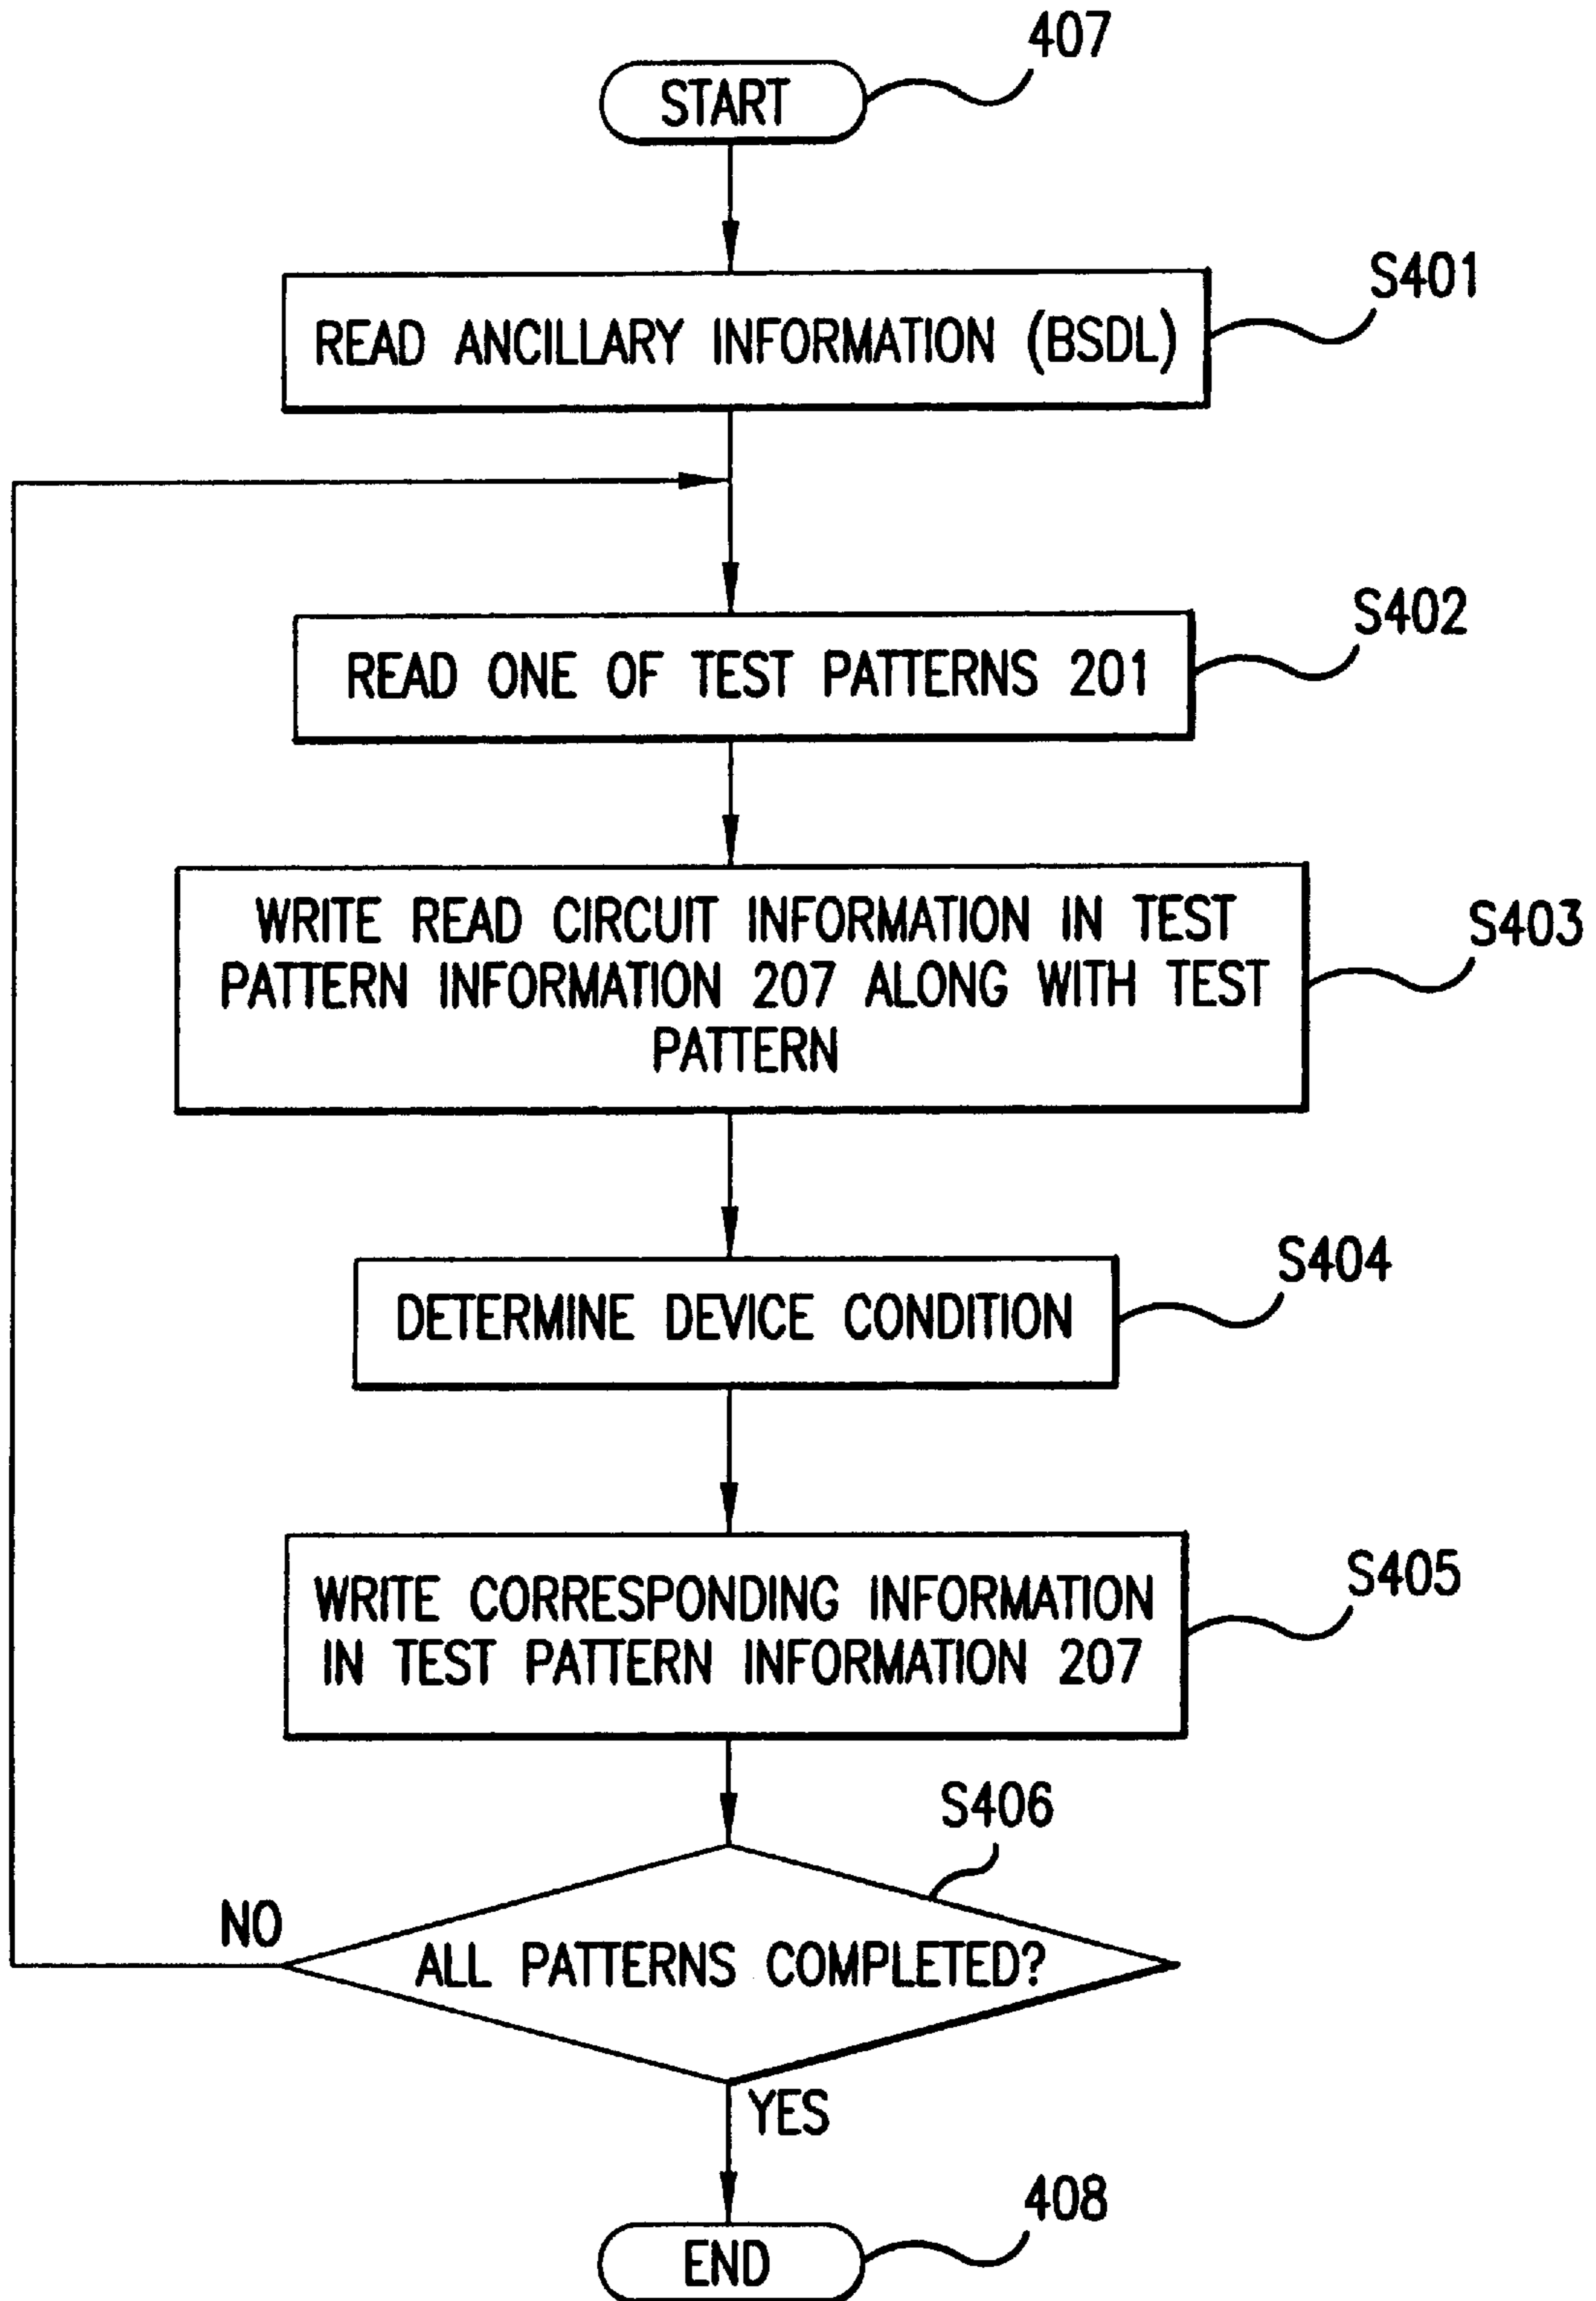 407
START
S401
READ ANCILLARY INFORMATION (BSDL)
S402
READ ONE OF TEST PATTERNS 201
S403
WRITE READ CIRCUIT INFORMATION IN TEST
PATTERN INFORMATION 207 ALONG WITH TEST
PATTERN
S404
DETERMINE DEVICE CONDITION
S405
WRITE CORRESPONDING INFORMATION
IN TEST PATTERN INFORMATION 207
S406
NO
ALL PATTERNS COMPLETED?
YES
408
END